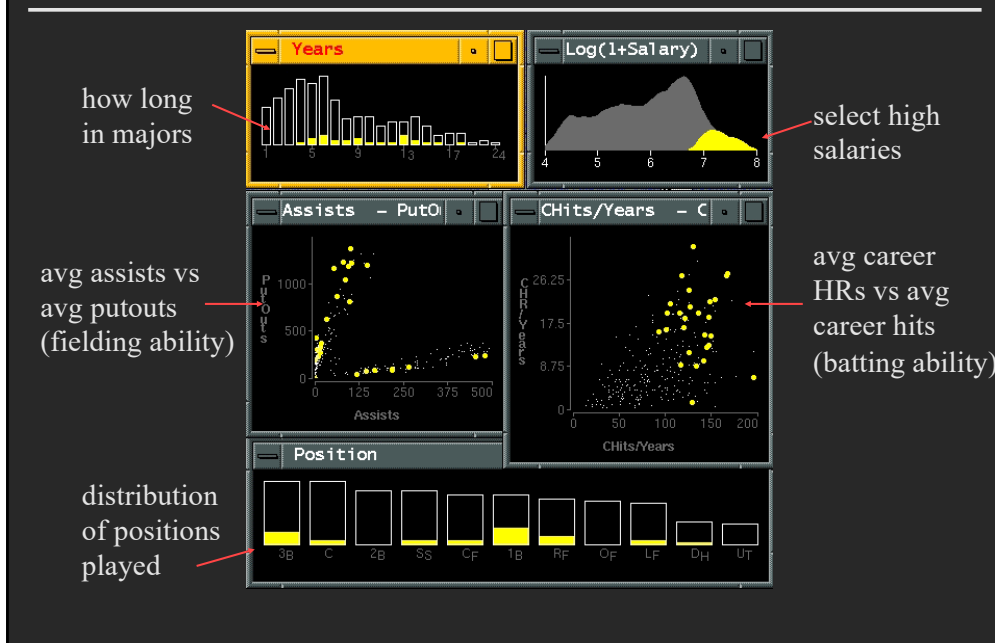 Years
Log(1+Salary)
how long
in majors
1 5 9 13 17 24
4 5 6 7 8
select high
salaries
Assists - PutO
CHits/Years - C
avg assists vs
avg putouts
(fielding ability)
PutOuts
1000
500
0
0 125 250 375 500
Assists
CHR/Years
26.25
17.5
8.75
0
0 50 100 150 200
CHits/Years
avg career
HRs vs avg
career hits
(batting ability)
Position
distribution
of positions
played
3B C 2B SS CF 1B RF OF LF DH UT